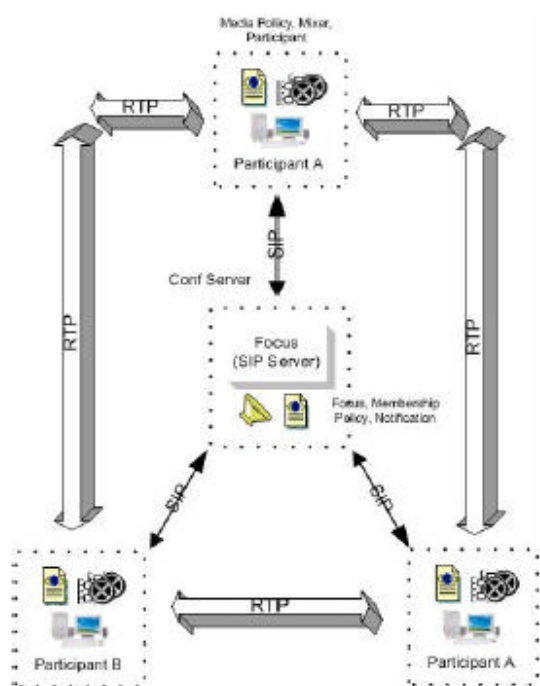 Media Policy, Mixer,
Participant
RTP
RTP
Participant A
SIP
Conf Server
Focus
(SIP Server)
Focus, Membership
Policy, Notification
RTP
RTP
SIP
SIP
RTP
Participant B
Participant A